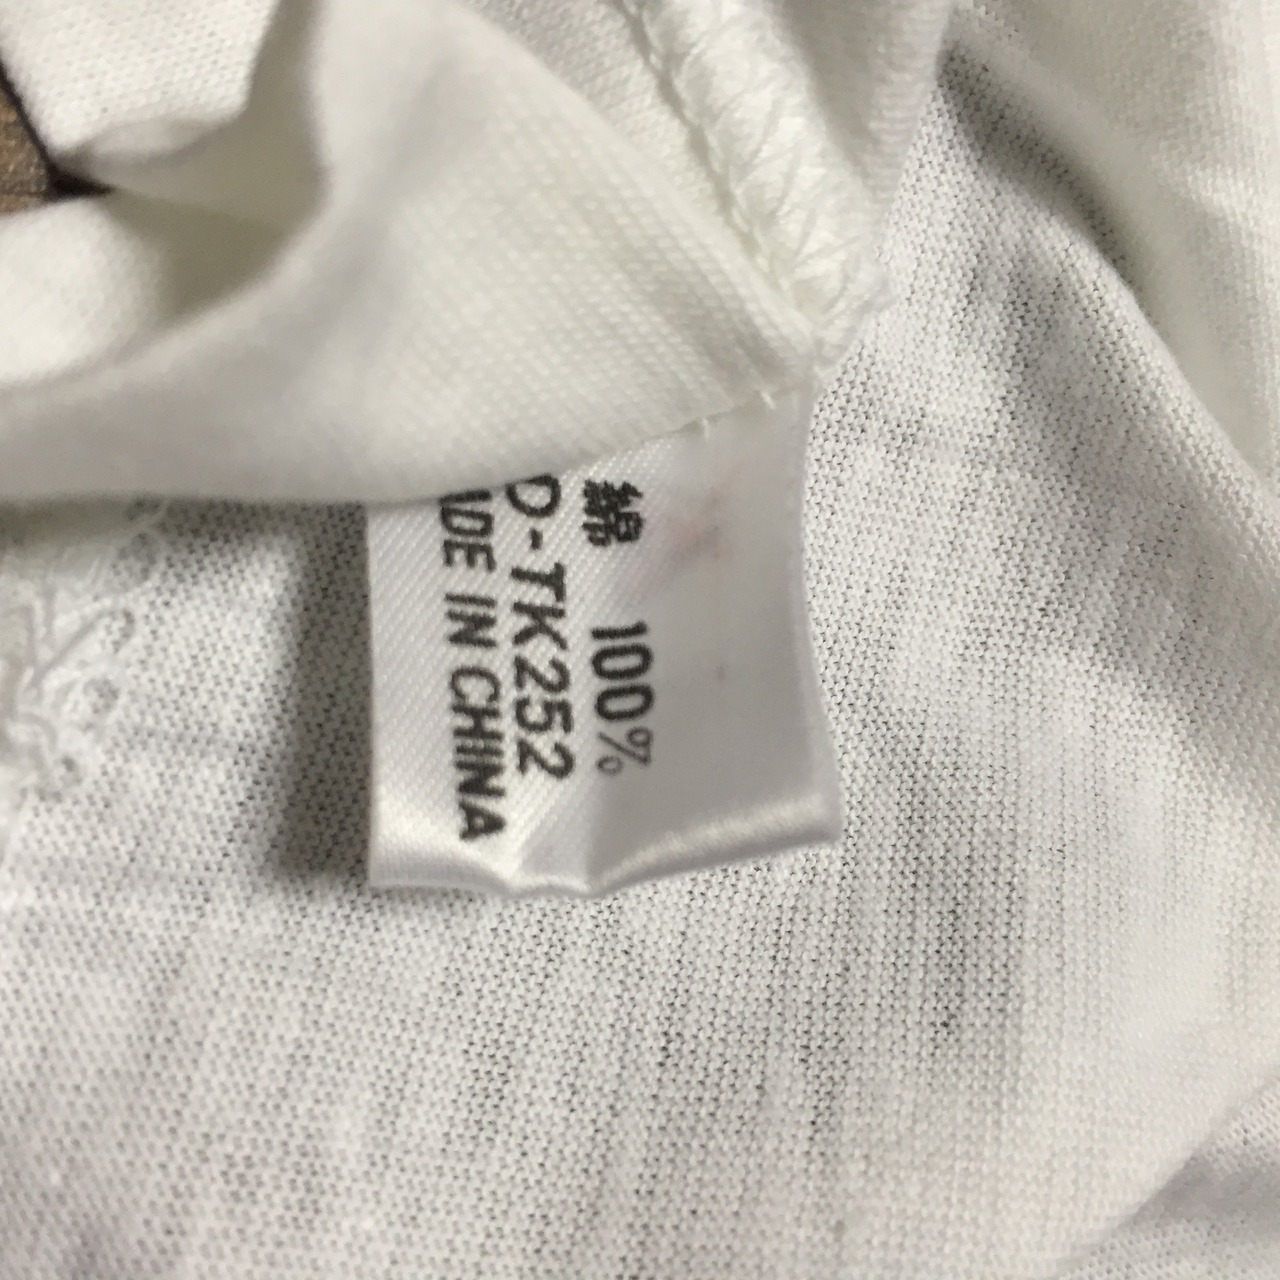 綿 100%
D-TK252
DE IN CHINA